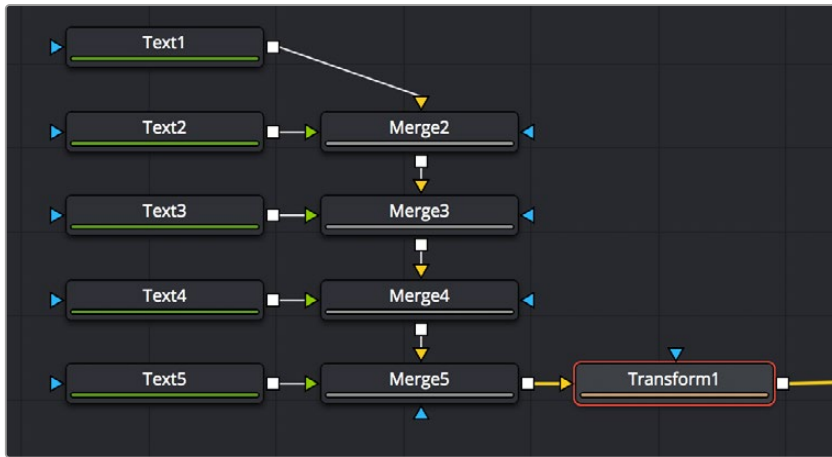 Text1
Text2 Merge2
Text3 Merge3
Text4 Merge4
Text5 Merge5 Transform1